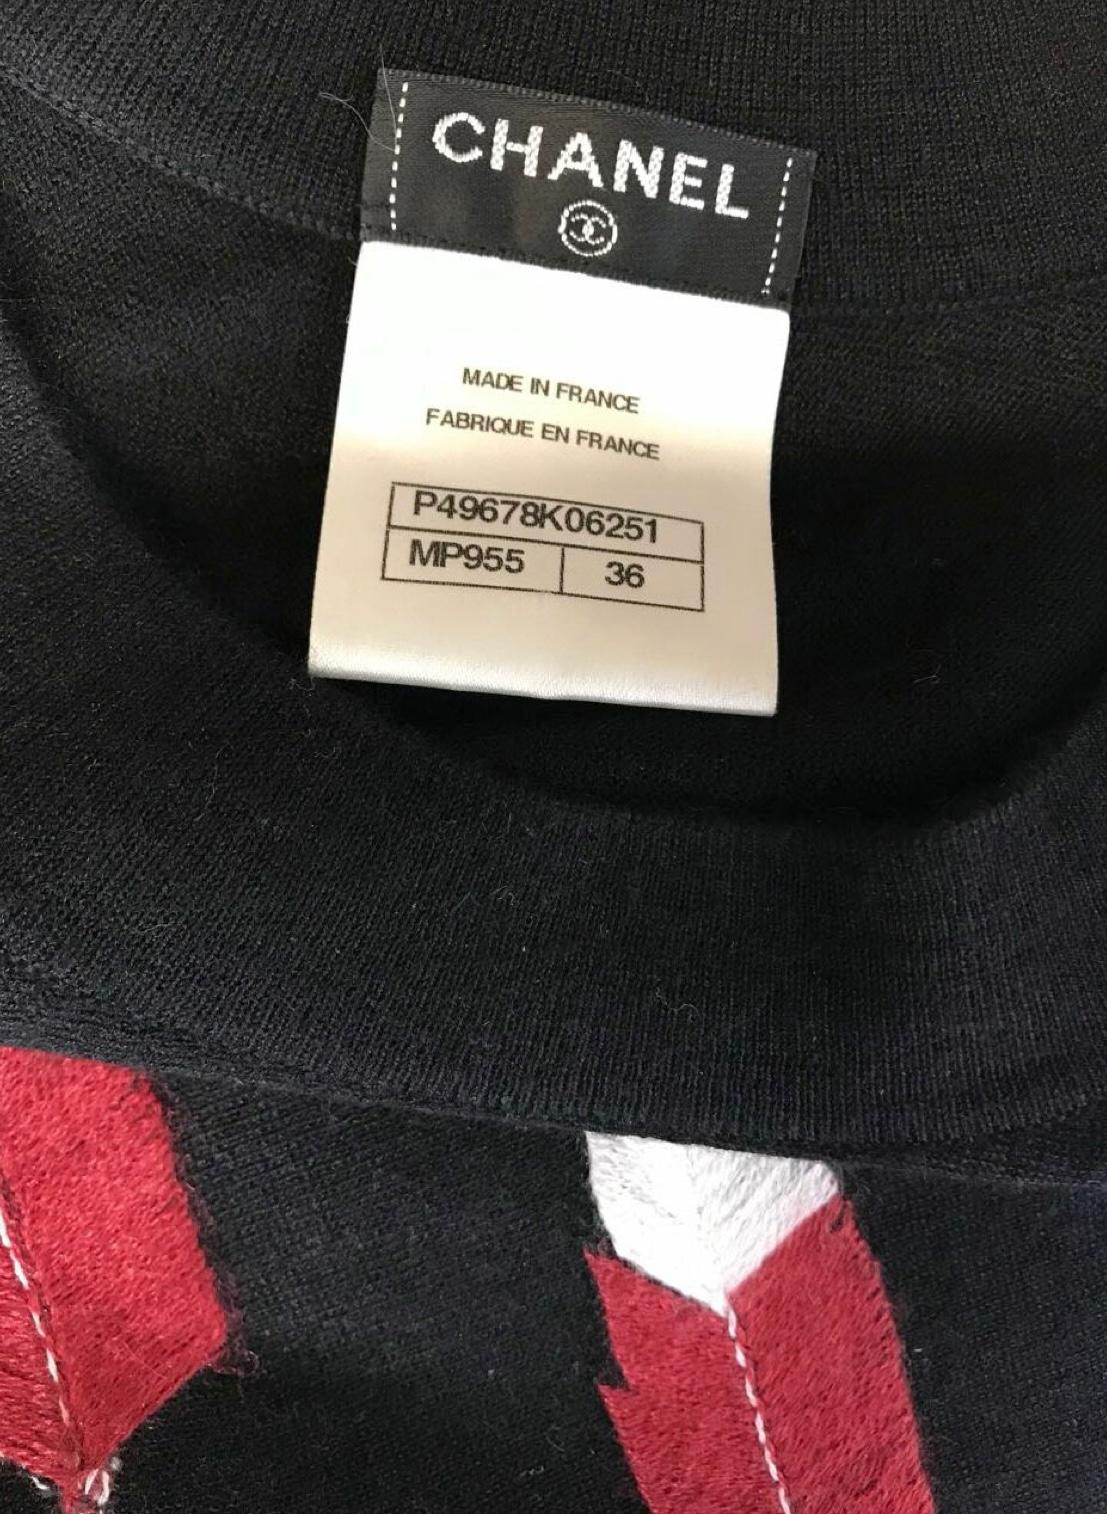 CHANEL
MADE IN FRANCE
FABRIQUE EN FRANCE
P49678K06251
MP955 36